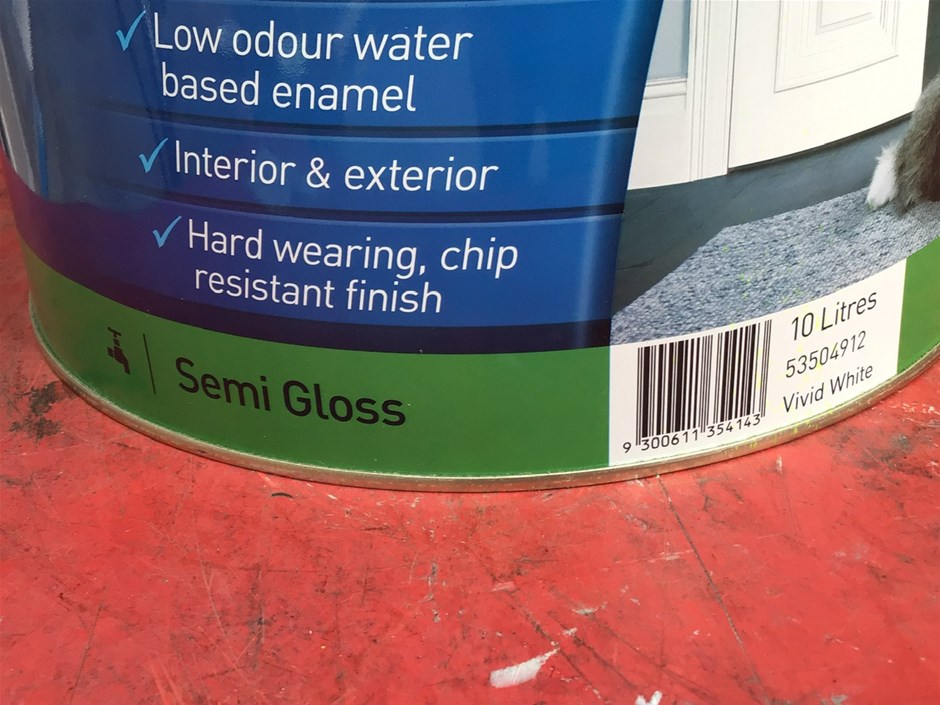 Low odour water
based enamel
Interior & exterior
Hard wearing, chip
resistant finish
Semi Gloss
10 Litres
53504912
Vivid White
9 300611 354143